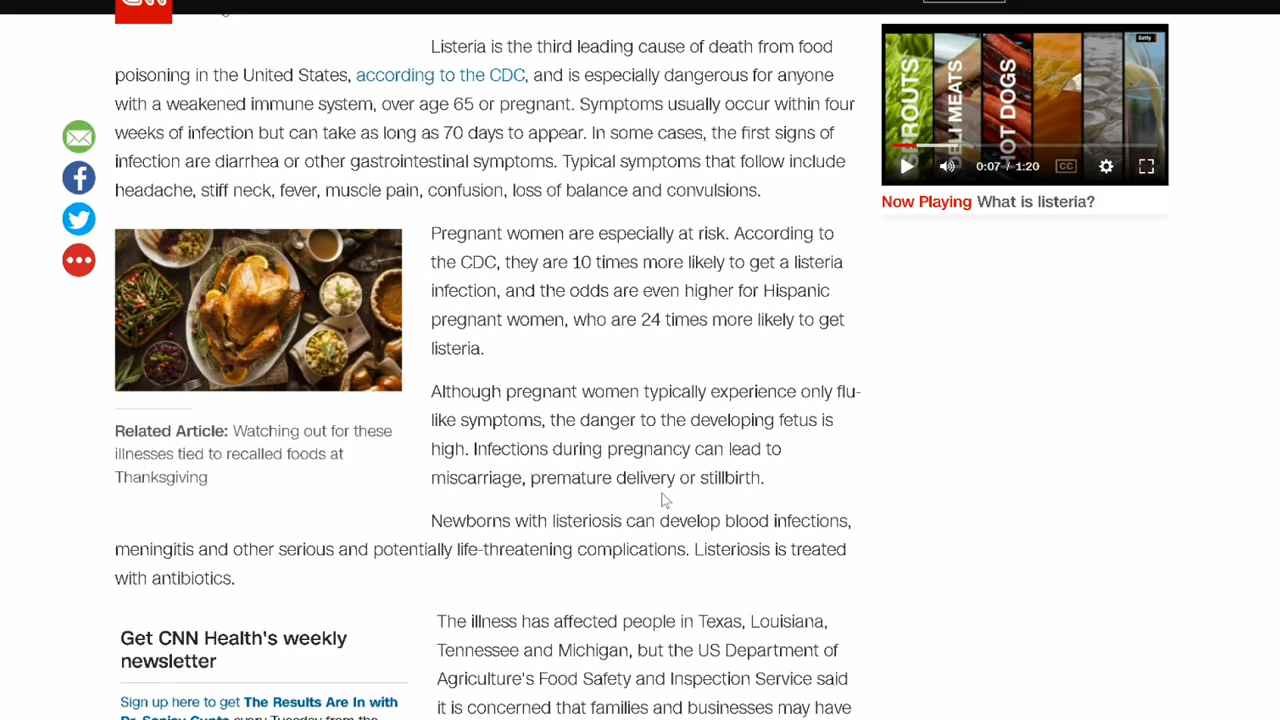 CNN
Listeria is the third leading cause of death from food
poisoning in the United States, according to the CDC, and is especially dangerous for anyone
with a weakened immune system, over age 65 or pregnant. Symptoms usually occur within four
weeks of infection but can take as long as 70 days to appear. In some cases, the first signs of
infection are diarrhea or other gastrointestinal symptoms. Typical symptoms that follow include
headache, stiff neck, fever, muscle pain, confusion, loss of balance and convulsions.
Pregnant women are especially at risk. According to
the CDC, they are 10 times more likely to get a listeria
infection, and the odds are even higher for Hispanic
pregnant women, who are 24 times more likely to get
listeria.
Related Article: Watching out for these
illnesses tied to recalled foods at
Thanksgiving
Although pregnant women typically experience only flu-
like symptoms, the danger to the developing fetus is
high. Infections during pregnancy can lead to
miscarriage, premature delivery or stillbirth.
Newborns with listeriosis can develop blood infections,
meningitis and other serious and potentially life-threatening complications. Listeriosis is treated
with antibiotics.
Get CNN Health's weekly
newsletter
Sign up here to get The Results Are In with
Dr. Sanjay Gupta every Tuesday from the
The illness has affected people in Texas, Louisiana,
Tennessee and Michigan, but the US Department of
Agriculture's Food Safety and Inspection Service said
it is concerned that families and businesses may have
SPROUTS
DELI MEATS
HOT DOGS
Getty
0:07 / 1:20
CC
Now Playing What is listeria?